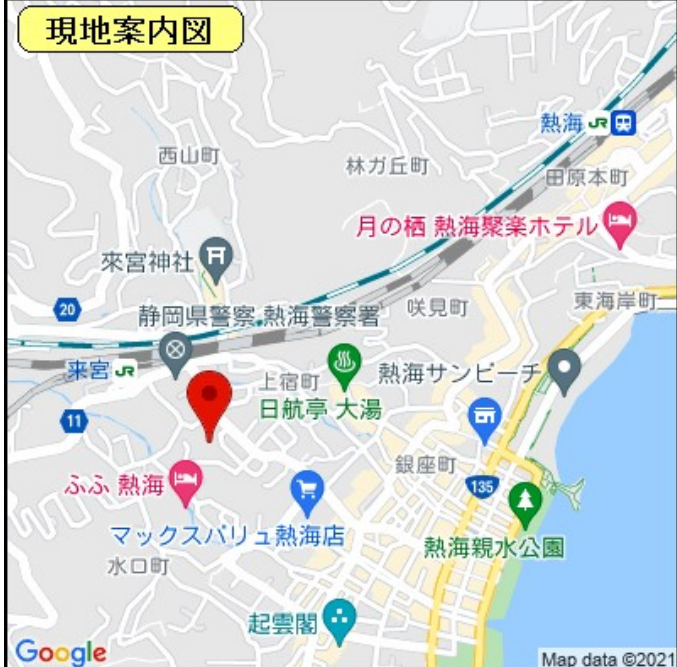 現地案内図
熱海 JR
西山町
林ガ丘町
田原本町
月の栖 熱海聚楽ホテル
來宮神社
20
咲見町
東海岸町
静岡県警察 熱海警察署
来宮 JR
上宿町
熱海サンビーチ
日航亭 大湯
11
銀座町
ふふ 熱海
135
マックスバリュ熱海店
熱海親水公園
水口町
起雲閣
Google
Map data ©2021